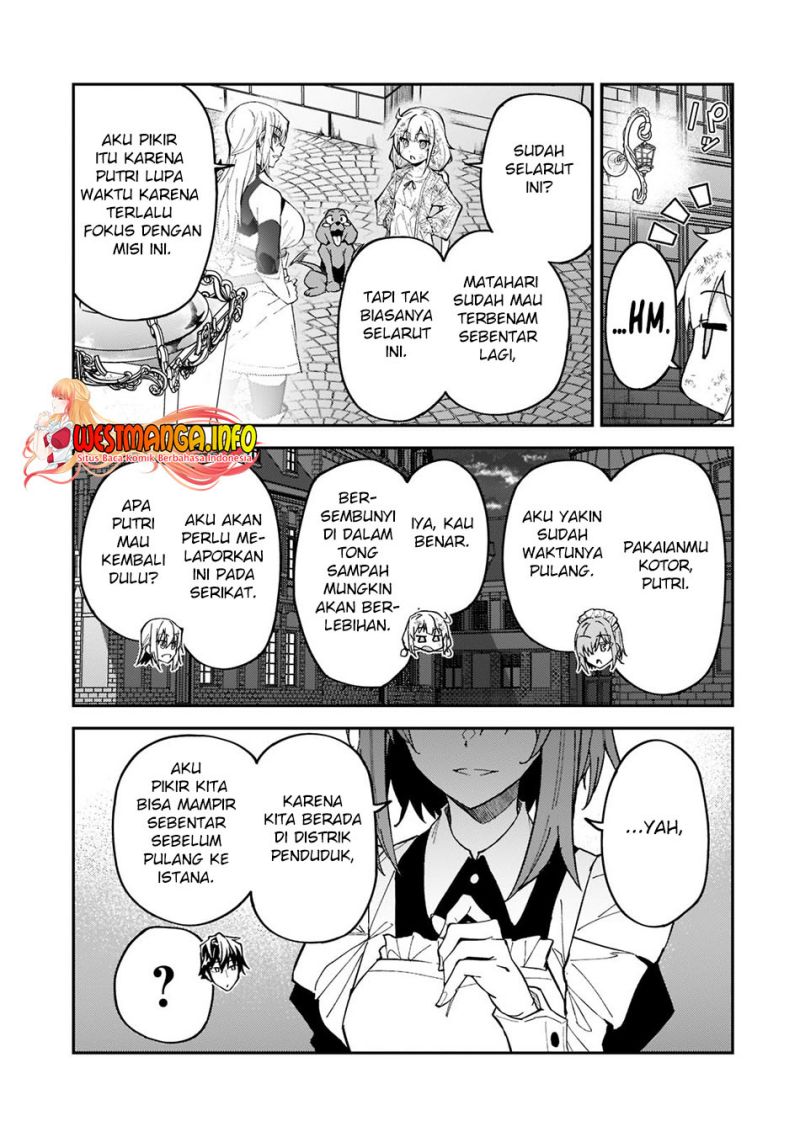 パッ
...HM.
SUDAH
SELARUT
INI?
MATAHARI
SUDAH MAU
TERBENAM
SEBENTAR
LAGI,
TAPI TAK
BIASANYA
SELARUT
INI.
AKU PIKIR
ITU KARENA
PUTRI LUPA
WAKTU KARENA
TERLALU
FOKUS DENGAN
MISI INI.
WESTMANGA.INFO
Situs Baca Komik Berbahasa Indonesia
PAKAIANMU
KOTOR,
PUTRI.
AKU YAKIN
SUDAH
WAKTUNYA
PULANG.
IYA, KAU
BENAR.
BER-
SEMBUNYI
DI DALAM
TONG
SAMPAH
MUNGKIN
AKAN BER-
LEBIHAN.
AKU AKAN
PERLU ME-
LAPORKAN
INI PADA
SERIKAT.
APA
PUTRI
MAU
KEMBALI
DULU?
...YAH,
KARENA
KITA BERADA
DI DISTRIK
PENDUDUK,
AKU
PIKIR KITA
BISA MAMPIR
SEBENTAR
SEBELUM
PULANG KE
ISTANA.
?